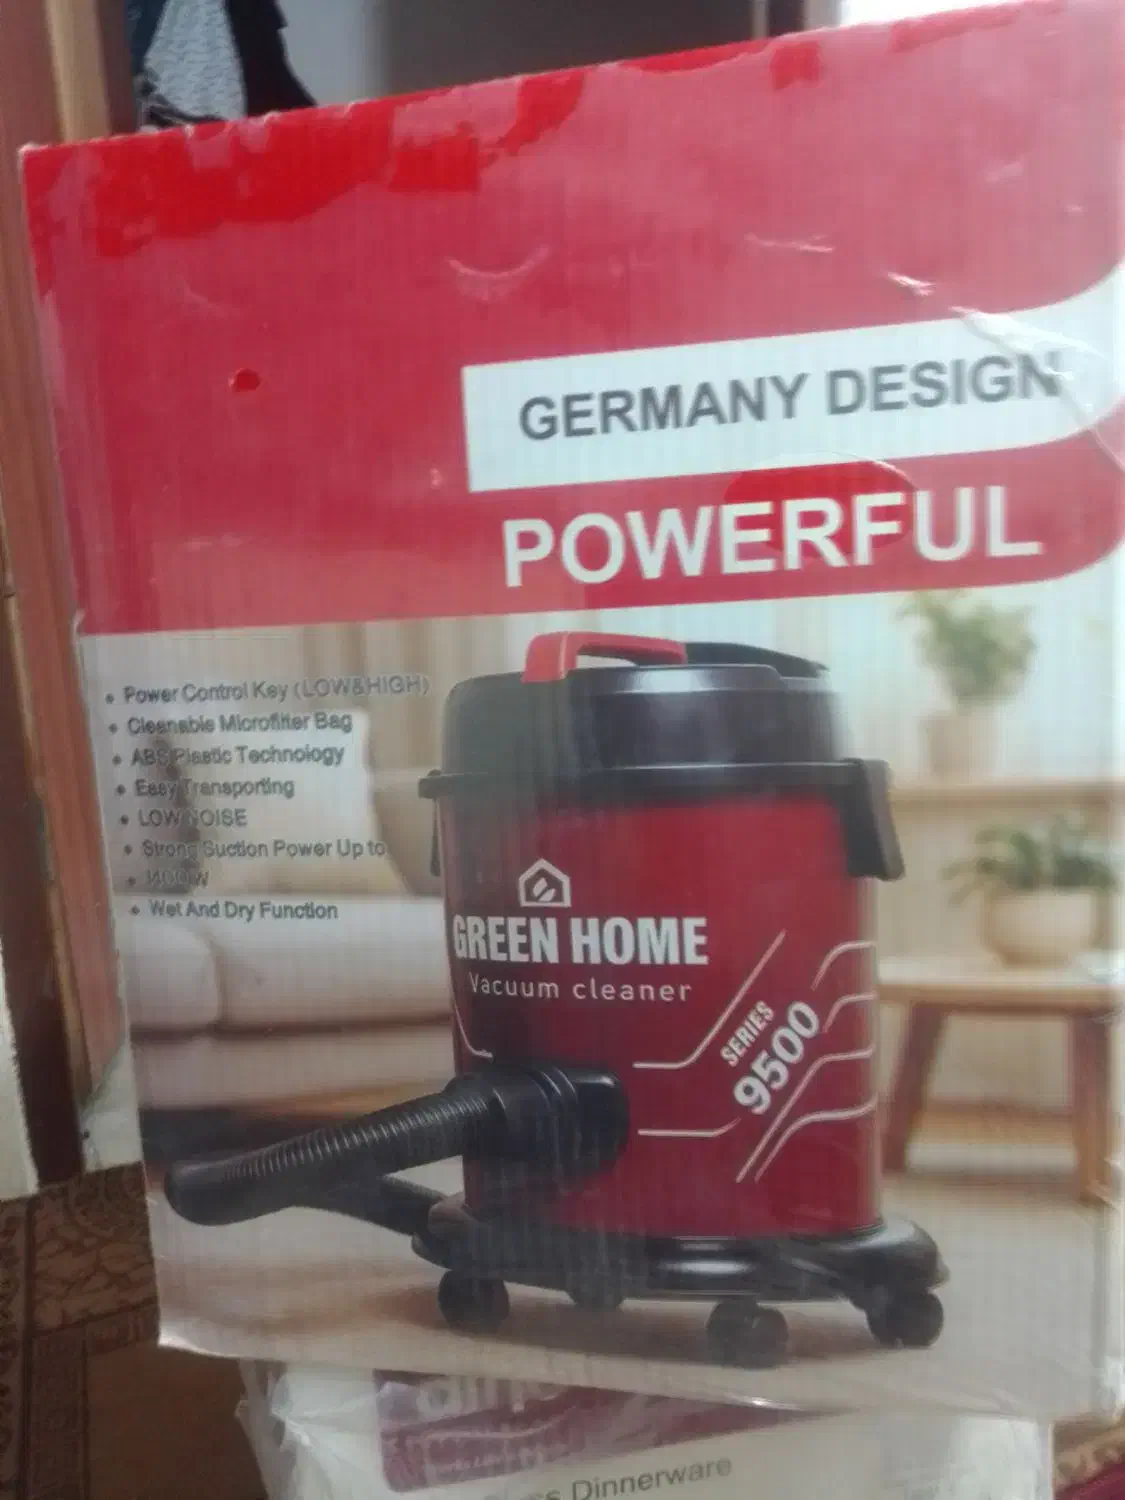 GERMANY DESIGN
POWERFUL
• Power Control Key (LOW&HIGH)
• Cleanable Microfilter Bag
• ABS Plastic Technology
• Easy Transporting
• LOW NOISE
• Strong Suction Power Up to
• 1400W
• Wet And Dry Function
GREEN HOME
Vacuum cleaner
SERIES
9500
Dinnerware